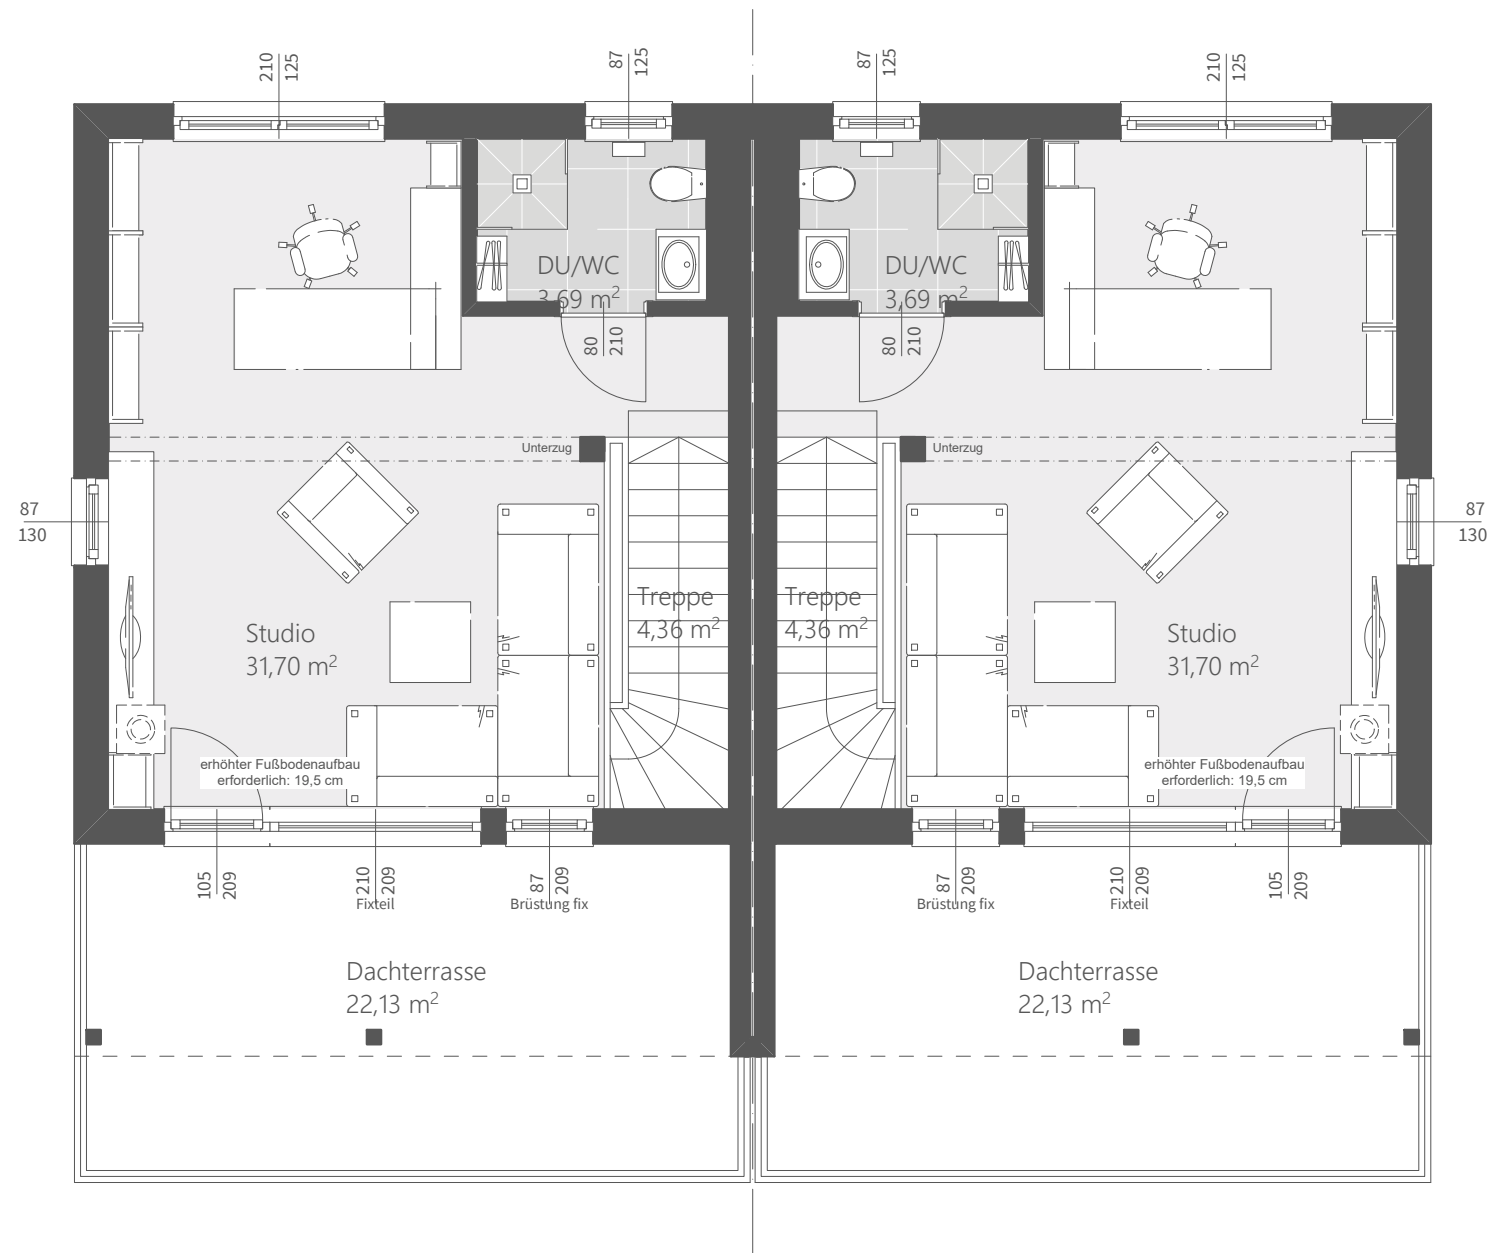 210
125
87
125
87
125
210
125
DU/WC
3,69 m²
DU/WC
3,69 m²
80
210
80
210
Unterzug
Unterzug
87
130
87
130
Treppe
4,36 m²
Treppe
4,36 m²
Studio
31,70 m²
Studio
31,70 m²
erhöhter Fußbodenaufbau
erforderlich: 19,5 cm
erhöhter Fußbodenaufbau
erforderlich: 19,5 cm
105
209
210
209
Fixteil
87
209
Brüstung fix
87
209
Brüstung fix
210
209
Fixteil
105
209
Dachterrasse
22,13 m²
Dachterrasse
22,13 m²